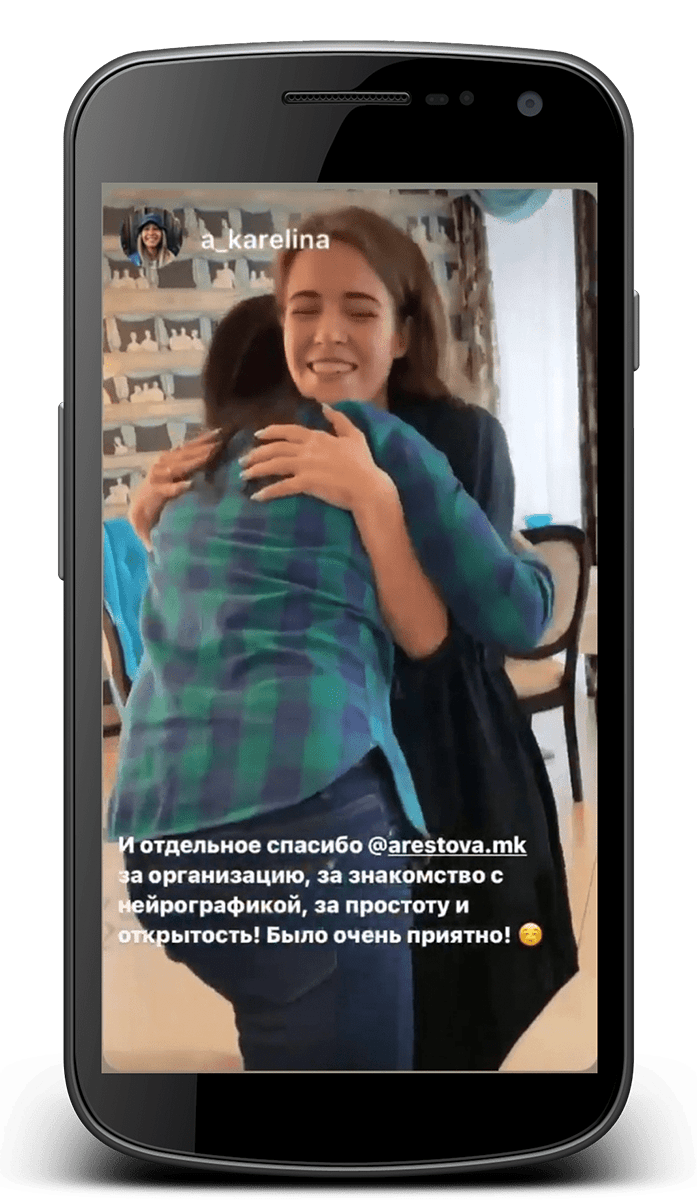 a_karelina
И отдельное спасибо @arestova.mk
за организацию, за знакомство с
нейрографикой, за простоту и
открытость! Было очень приятно! ☺️